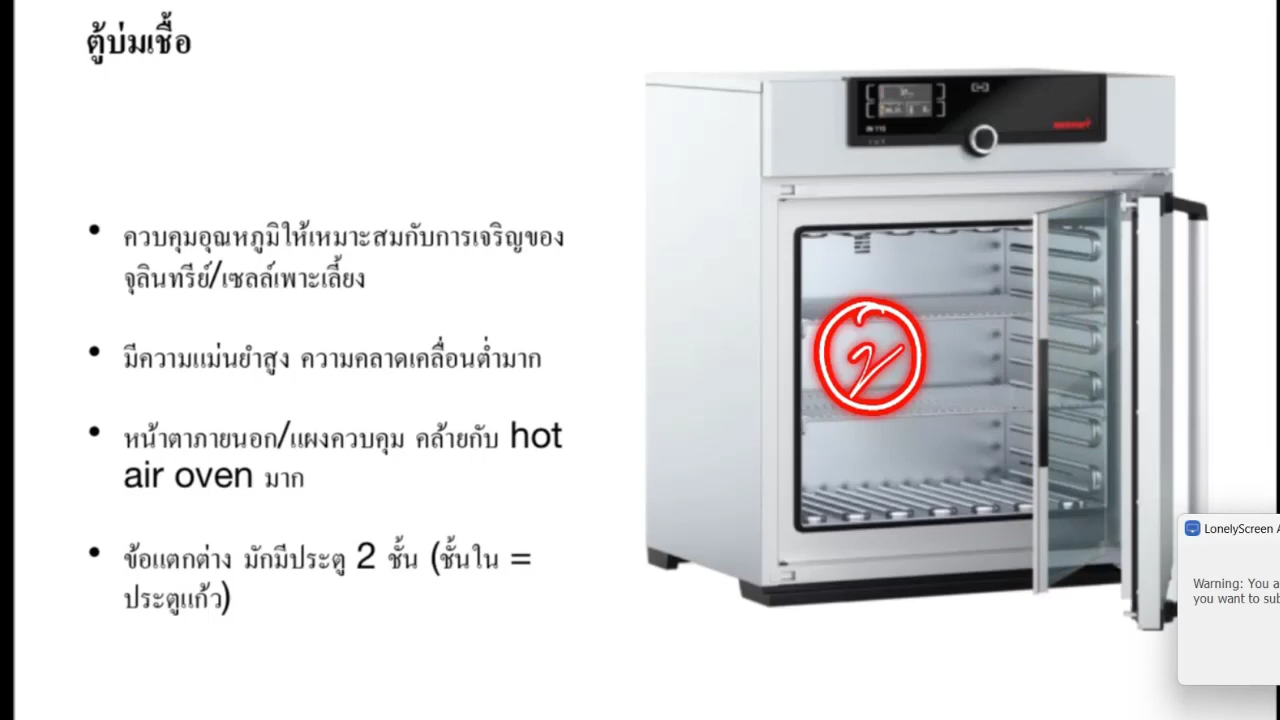 ตู้บ่มเชื้อ
ควบคุมอุณหภูมิให้เหมาะสมกับการเจริญของ
จุลินทรีย์/เซลล์เพาะเลี้ยง
มีความแม่นยำสูง ความคลาดเคลื่อนต่ำมาก
หน้าตาภายนอก/แผงควบคุม คล้ายกับ hot
air oven มาก
ข้อแตกต่าง มักมีประตู 2 ชั้น (ชั้นใน =
ประตูแก้ว)
memmert
LonelyScreen A
Warning: You a
you want to sub